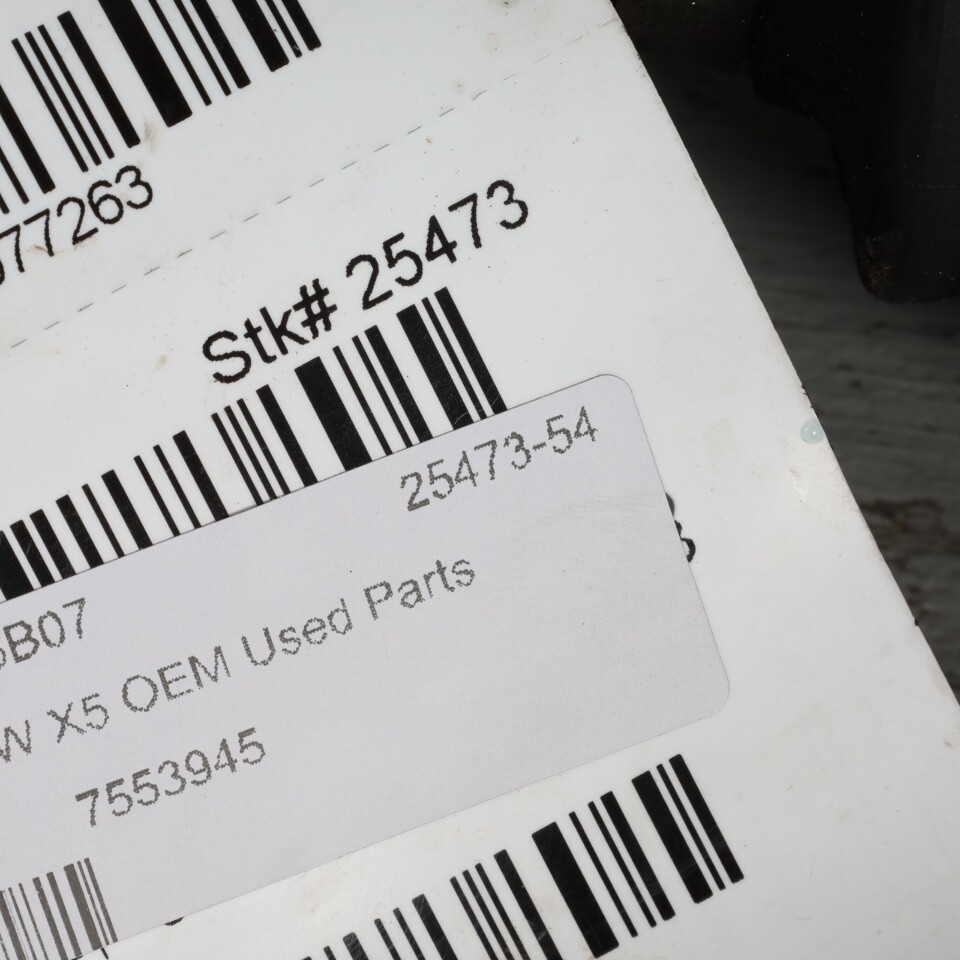 77263
Stk# 25473
25473-54
B07
W X5 OEM Used Parts
7553945